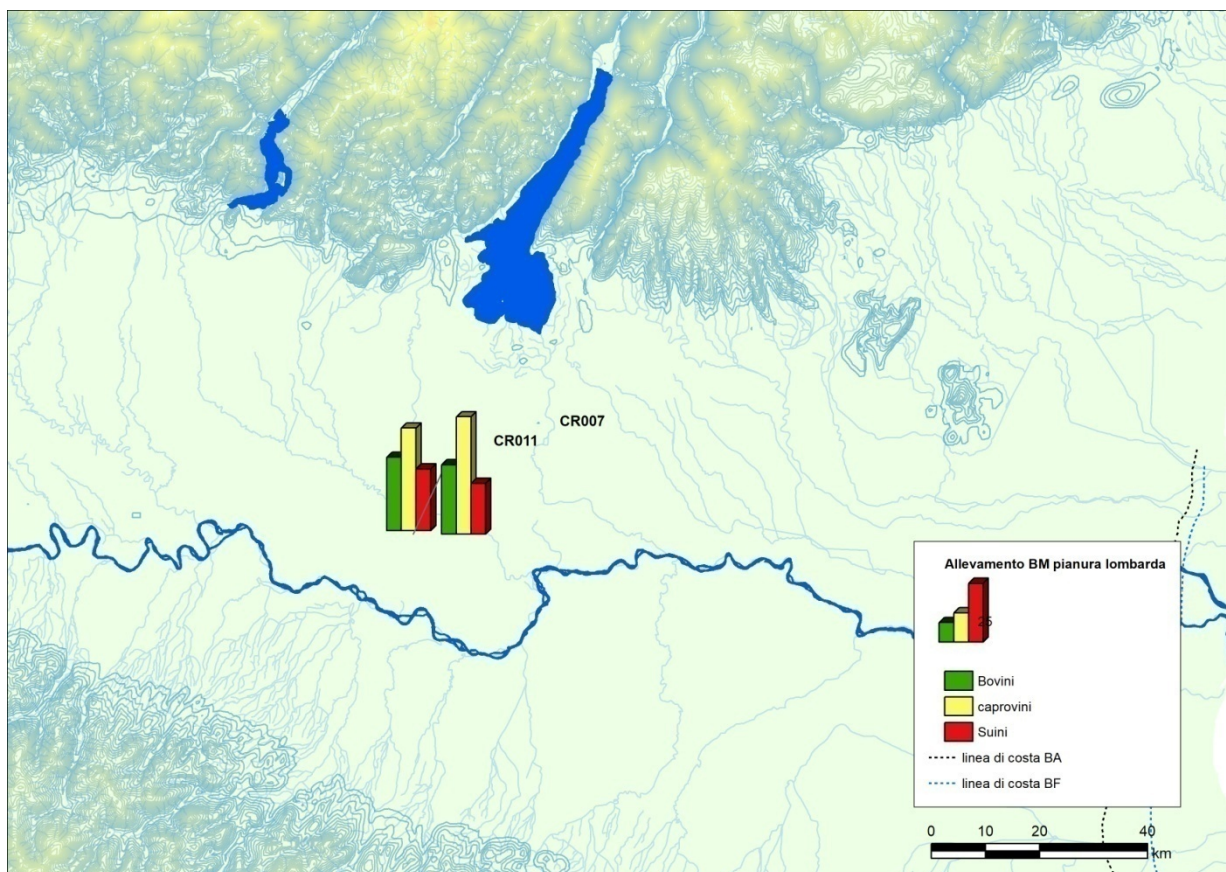 CR007
CR011
Allevamento BM pianura lombarda
25
Bovini
caprovini
Suini
linea di costa BA
linea di costa BF
0 10 20 40
km